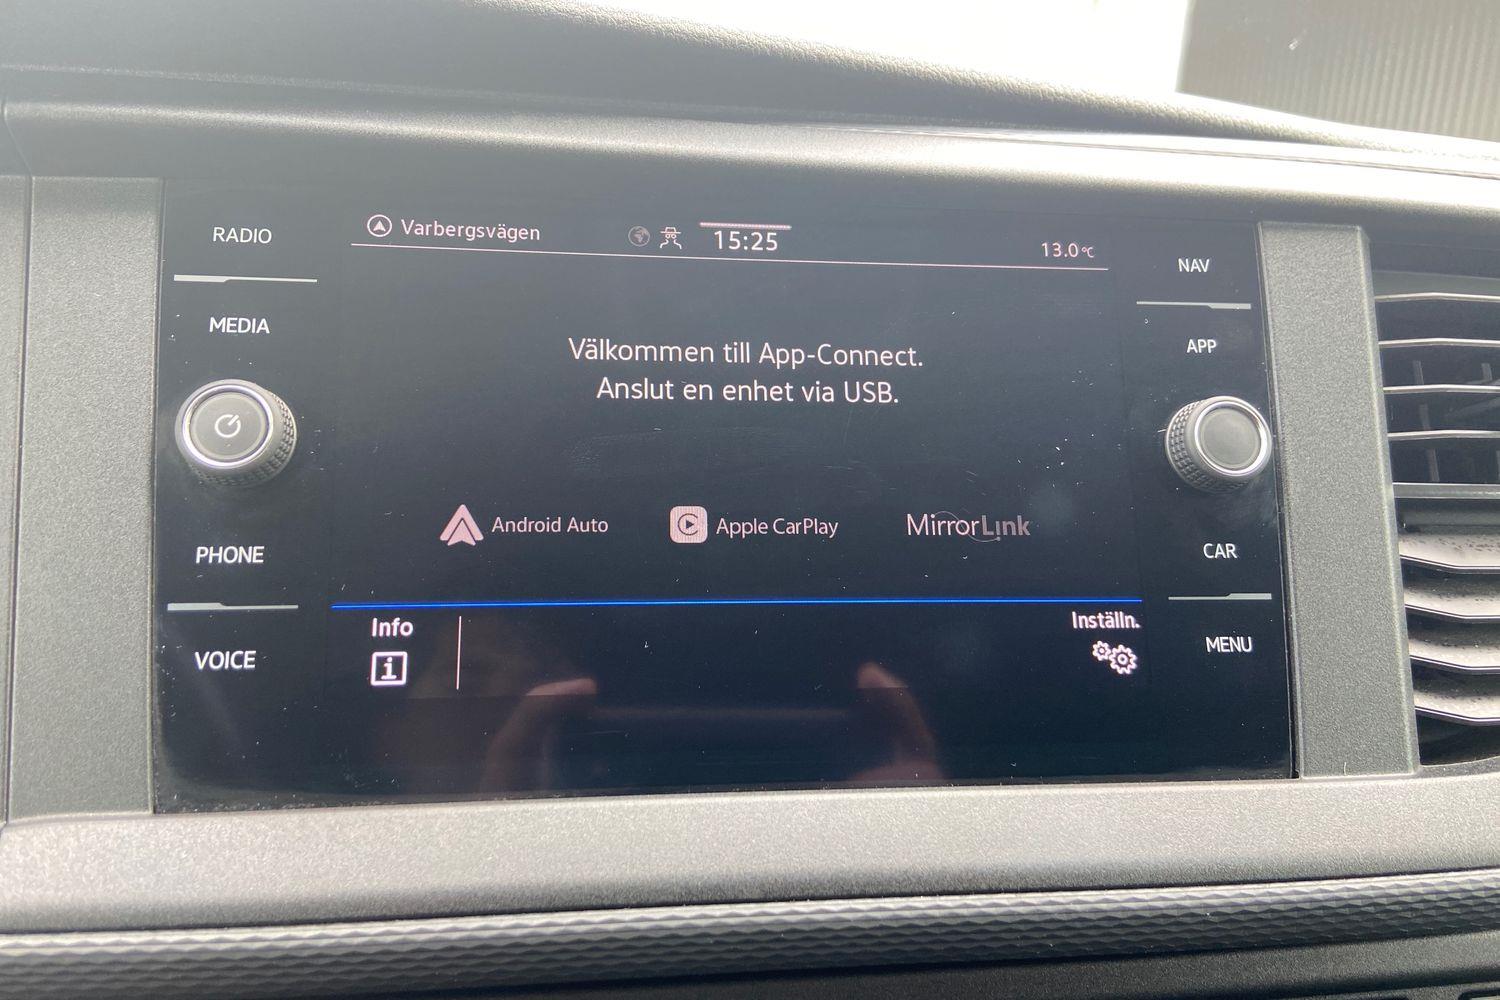 RADIO
MEDIA
PHONE
VOICE
Varbergsvägen
15:25
13.0°C
Välkommen till App-Connect.
Anslut en enhet via USB.
Android Auto
Apple CarPlay
MirrorLink
Info
i
Inställn.
NAV
APP
CAR
MENU